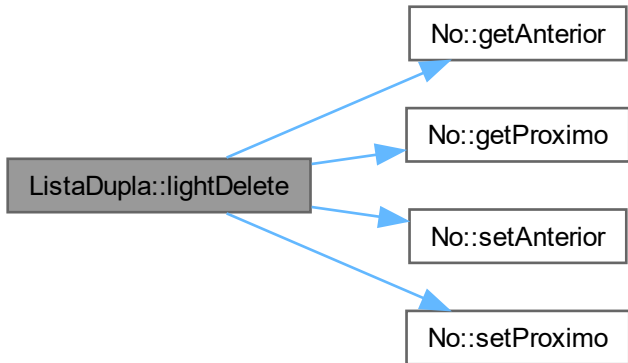 No::getAnterior
No::getProximo
ListaDupla::lightDelete
No::setAnterior
No::setProximo